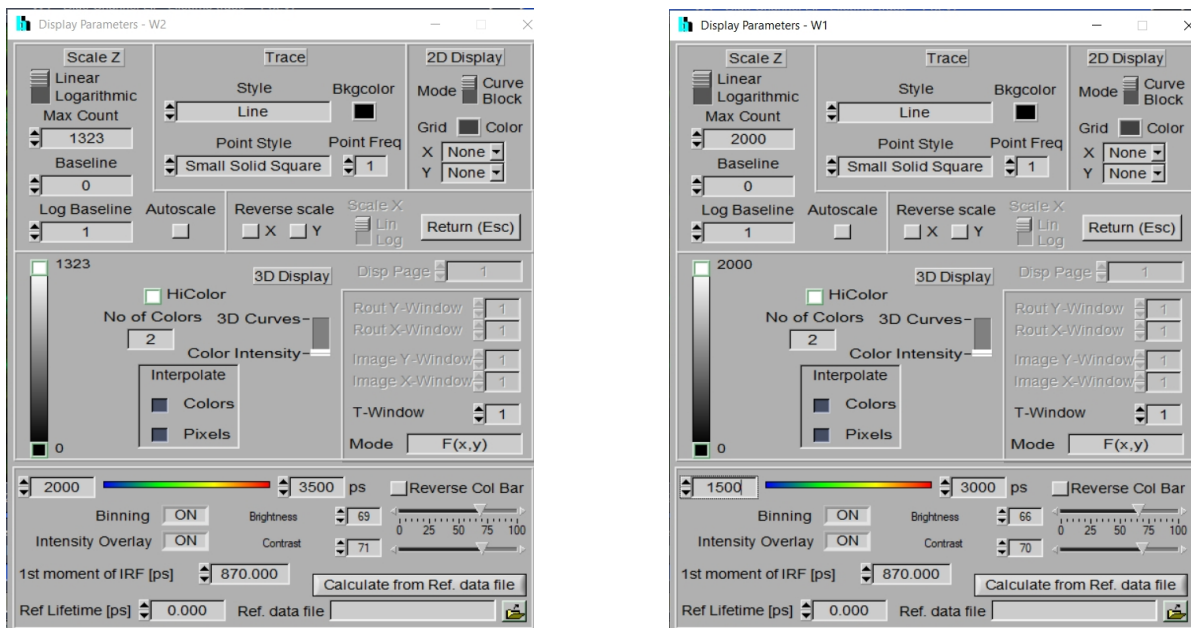 Display Parameters - W2
Scale Z
Linear
Logarithmic
Max Count
1323
Baseline
0
Log Baseline
1
Trace
Style
Bkgcolor
Line
Point Style
Point Freq
Small Solid Square
1
2D Display
Mode
Curve
Block
Grid
Color
X None
Y None
Autoscale
Reverse scale
X Y
Scale X
Lin
Log
Return (Esc)
1323
0
3D Display
HiColor
No of Colors
2
3D Curves-
Color Intensity-
Interpolate
Colors
Pixels
Disp Page 1
Rout Y-Window 1
Rout X-Window 1
Image Y-Window 1
Image X-Window 1
T-Window 1
Mode F(x,y)
2000 3500 ps
Reverse Col Bar
Binning ON
Intensity Overlay ON
Brightness 69
Contrast 71
0 25 50 75 100
1st moment of IRF [ps] 870.000
Calculate from Ref. data file
Ref Lifetime [ps] 0.000 Ref. data file
Display Parameters - W1
Scale Z
Linear
Logarithmic
Max Count
2000
Baseline
0
Log Baseline
1
Trace
Style
Bkgcolor
Line
Point Style
Point Freq
Small Solid Square
1
2D Display
Mode
Curve
Block
Grid
Color
X None
Y None
Autoscale
Reverse scale
X Y
Scale X
Lin
Log
Return (Esc)
2000
0
3D Display
HiColor
No of Colors
2
3D Curves-
Color Intensity-
Interpolate
Colors
Pixels
Disp Page 1
Rout Y-Window 1
Rout X-Window 1
Image Y-Window 1
Image X-Window 1
T-Window 1
Mode F(x,y)
1500 3000 ps
Reverse Col Bar
Binning ON
Intensity Overlay ON
Brightness 66
Contrast 70
0 25 50 75 100
1st moment of IRF [ps] 870.000
Calculate from Ref. data file
Ref Lifetime [ps] 0.000 Ref. data file